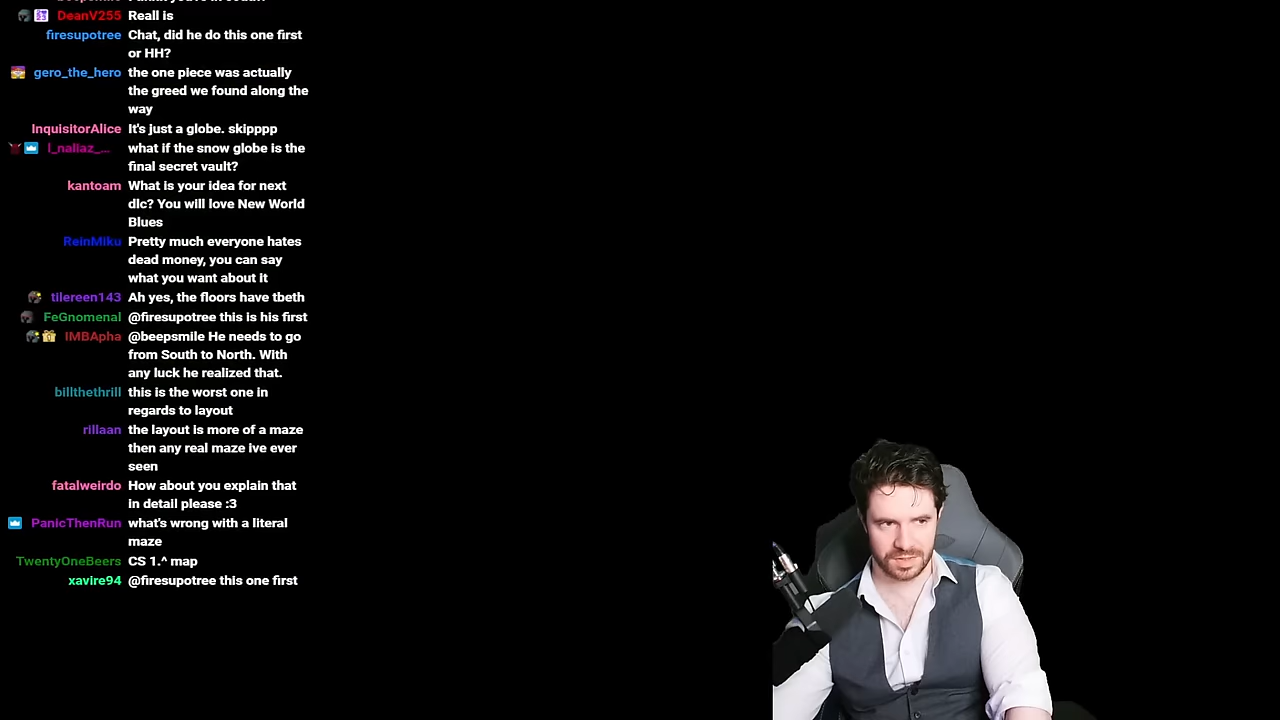 DeanV255 Reall is
firesupotree Chat, did he do this one first
or HH?
gero_the_hero the one piece was actually
the greed we found along the
way
InquisitorAlice It's just a globe. skipppp
l_naliaz_... what if the snow globe is the
final secret vault?
kantoam What is your idea for next
dlc? You will love New World
Blues
ReinMiku Pretty much everyone hates
dead money, you can say
what you want about it
tilereen143 Ah yes, the floors have tbeth
FeGnomenal @firesupotree this is his first
IMBApha @beepsmile He needs to go
from South to North. With
any luck he realized that.
billthethrill this is the worst one in
regards to layout
rillaan the layout is more of a maze
then any real maze ive ever
seen
fatalweirdo How about you explain that
in detail please :3
PanicThenRun what's wrong with a literal
maze
TwentyOneBeers CS 1.^ map
xavire94 @firesupotree this one first